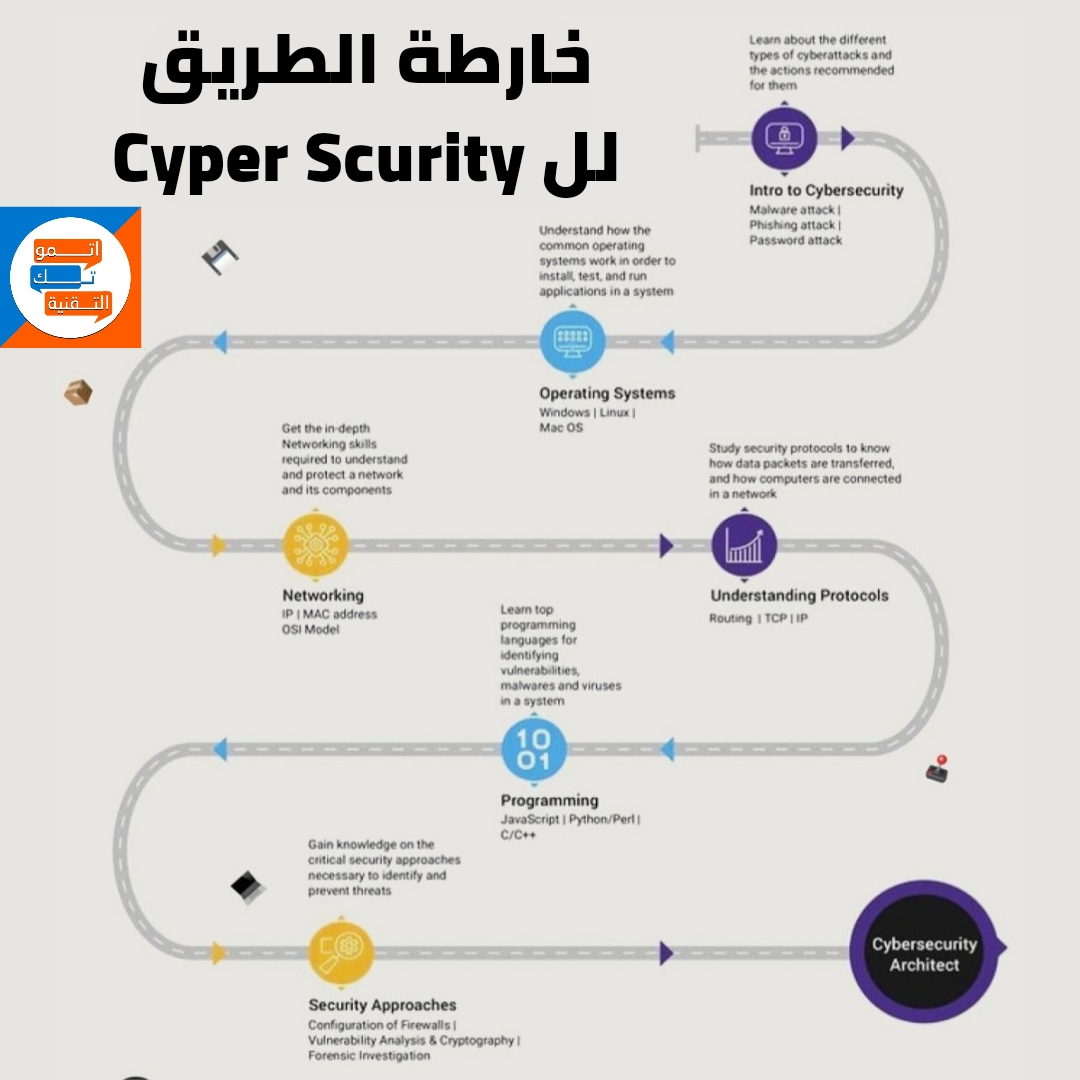 خارطة الطريق
لل Cyper Scurity
اتـمو
تـك
التـقنية
Learn about the different
types of cyberattacks and
the actions recommended
for them
Intro to Cybersecurity
Malware attack |
Phishing attack |
Password attack
Understand how the
common operating
systems work in order to
install, test, and run
applications in a system
Operating Systems
Windows | Linux |
Mac OS
Get the in-depth
Networking skills
required to understand
and protect a network
and its components
Networking
IP | MAC address
OSI Model
Study security protocols to know
how data packets are transferred,
and how computers are connected
in a network
Understanding Protocols
Routing | TCP | IP
Learn top
programming
languages for
identifying
vulnerabilities,
malwares and viruses
in a system
10
01
Programming
JavaScript | Python/Perl |
C/C++
Gain knowledge on the
critical security approaches
necessary to identify and
prevent threats
Security Approaches
Configuration of Firewalls |
Vulnerability Analysis & Cryptography |
Forensic Investigation
Cybersecurity
Architect